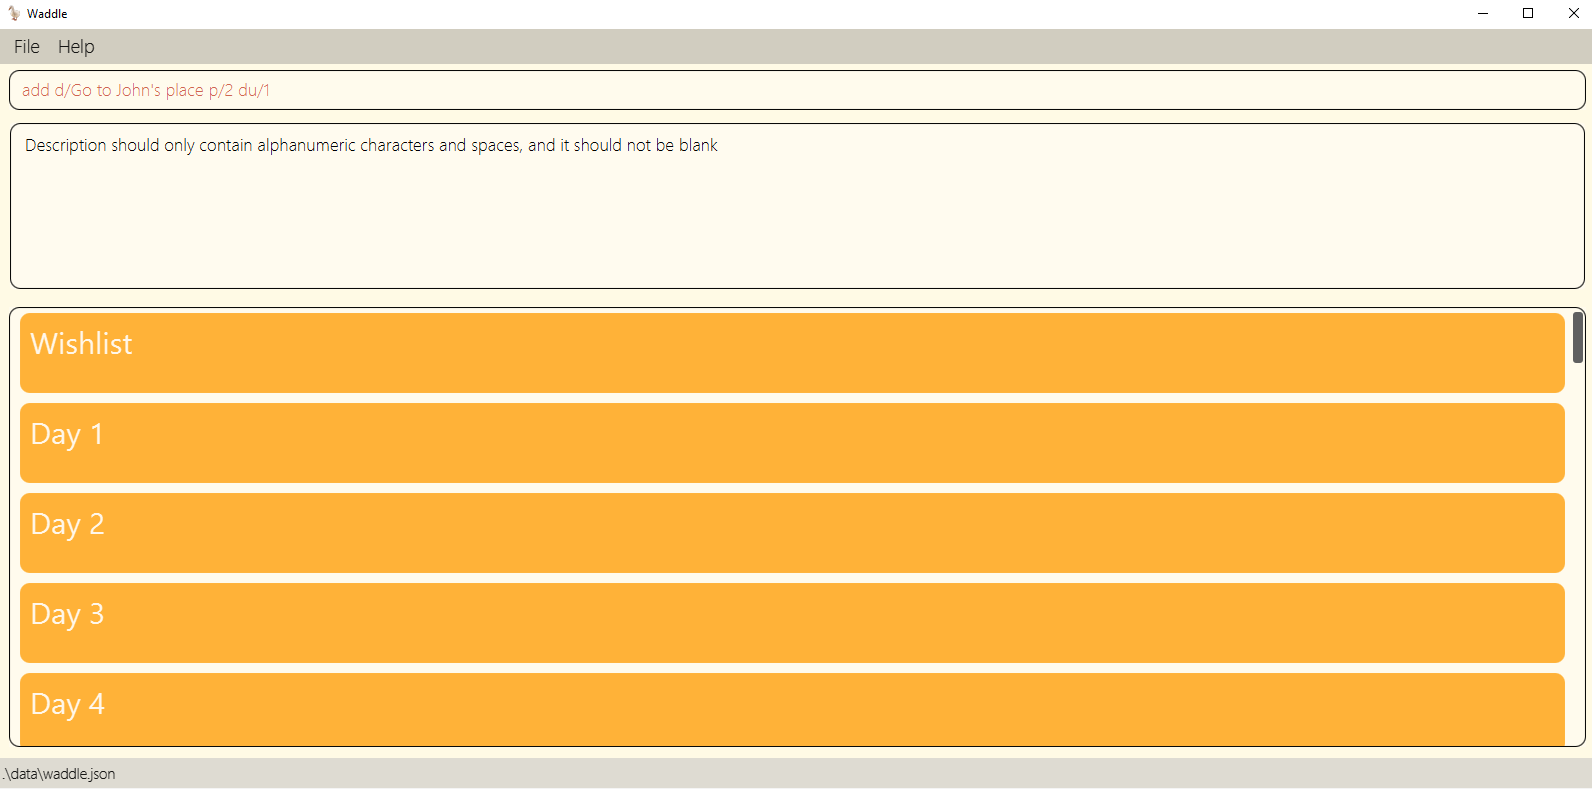 Waddle
File Help
add d/Go to John's place p/2 du/1
Description should only contain alphanumeric characters and spaces, and it should not be blank
Wishlist
Day 1
Day 2
Day 3
Day 4
.\data\waddle.json